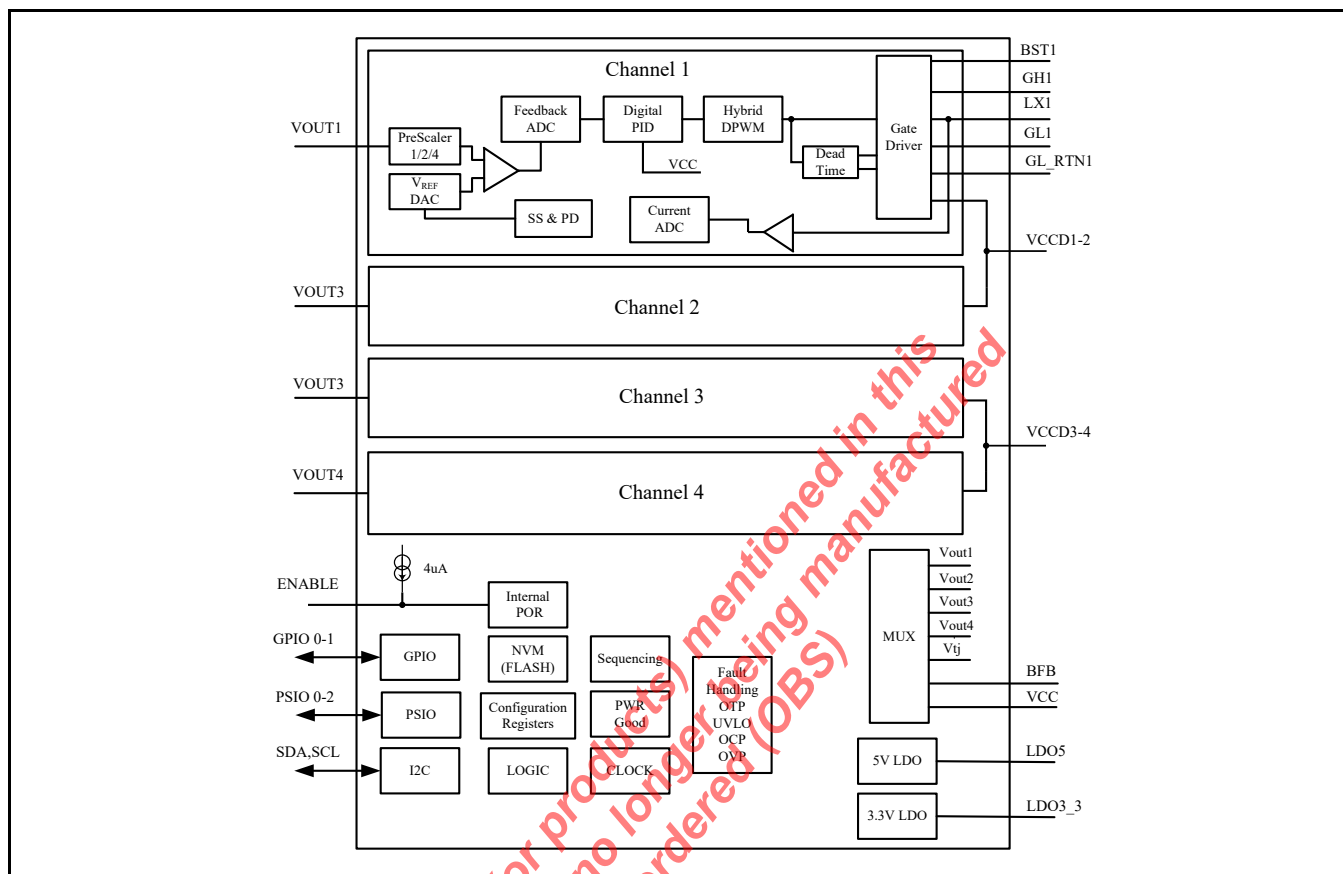 Channel 1
BST1
GH1
LX1
GL1
GL_RTN1
VOUT1
PreScaler
1/2/4
VREF
DAC
Feedback
ADC
Digital
PID
VCC
Hybrid
DPWM
Dead
Time
Gate
Driver
SS & PD
Current
ADC
VCCD1-2
VOUT3
Channel 2
VOUT3
Channel 3
VCCD3-4
VOUT4
Channel 4
4uA
ENABLE
Internal
POR
GPIO 0-1
GPIO
NVM
(FLASH)
Sequencing
PSIO 0-2
PSIO
Configuration
Registers
PWR
Good
SDA,SCL
I2C
LOGIC
CLOCK
Fault
Handling
OTP
UVLO
OCP
OVP
MUX
Vout1
Vout2
Vout3
Vout4
Vtj
BFB
VCC
5V LDO
LDO5
3.3V LDO
LDO3_3
or products) mentioned in this
no longer being manufactured
ordered (OBS)